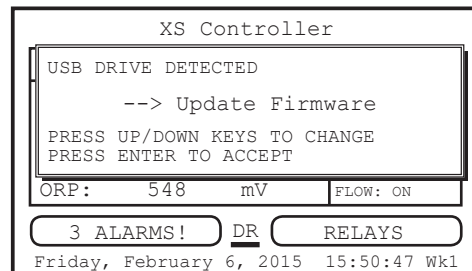 XS Controller
USB DRIVE DETECTED
--> Update Firmware
PRESS UP/DOWN KEYS TO CHANGE
PRESS ENTER TO ACCEPT
ORP: 548 mV FLOW: ON
3 ALARMS! DR RELAYS
Friday, February 6, 2015 15:50:47 Wk1